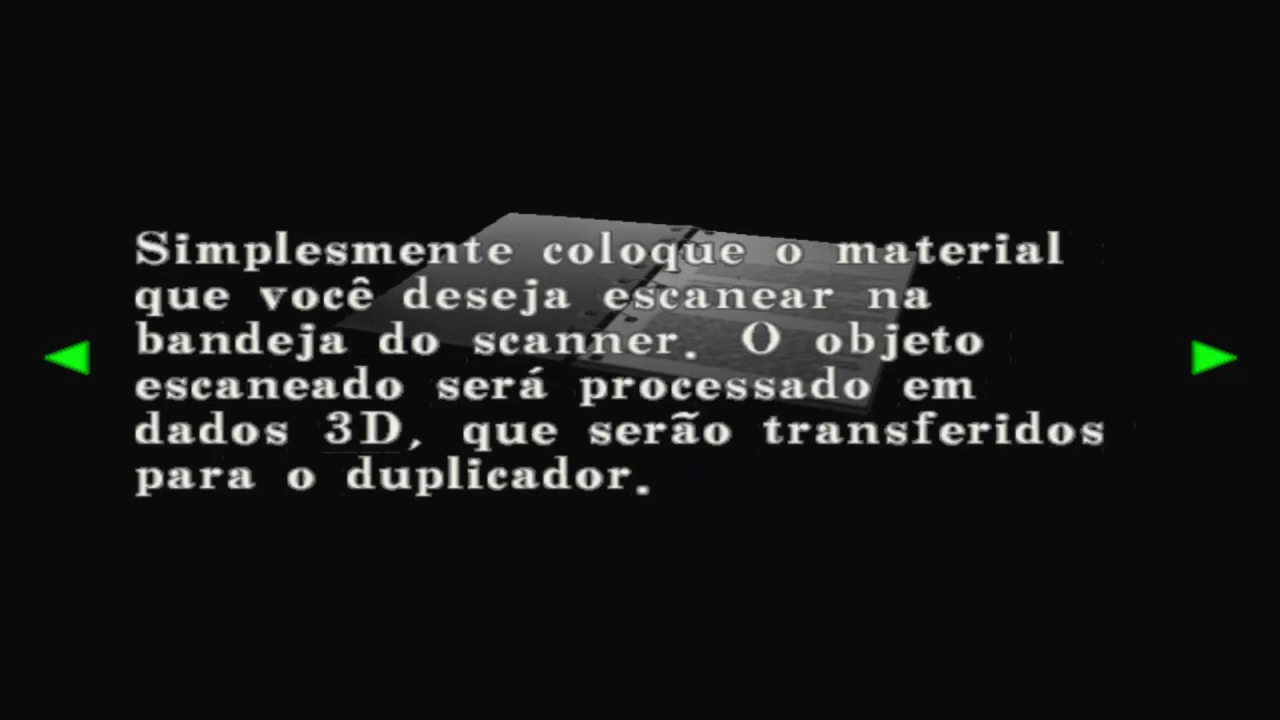 Simplesmente coloque o material
que você deseja escanear na
bandeja do scanner. O objeto
escaneado será processado em
dados 3D, que serão transferidos
para o duplicador.